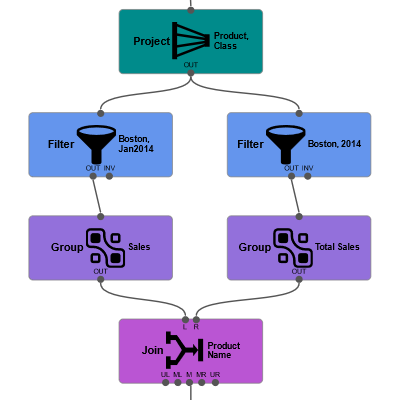 Project
Product,
Class
OUT
Filter
Boston,
Jan2014
OUT INV
Filter
Boston, 2014
OUT INV
Group
Sales
OUT
Group
Total Sales
OUT
L R
Join
Product
Name
UL ML M MR UR